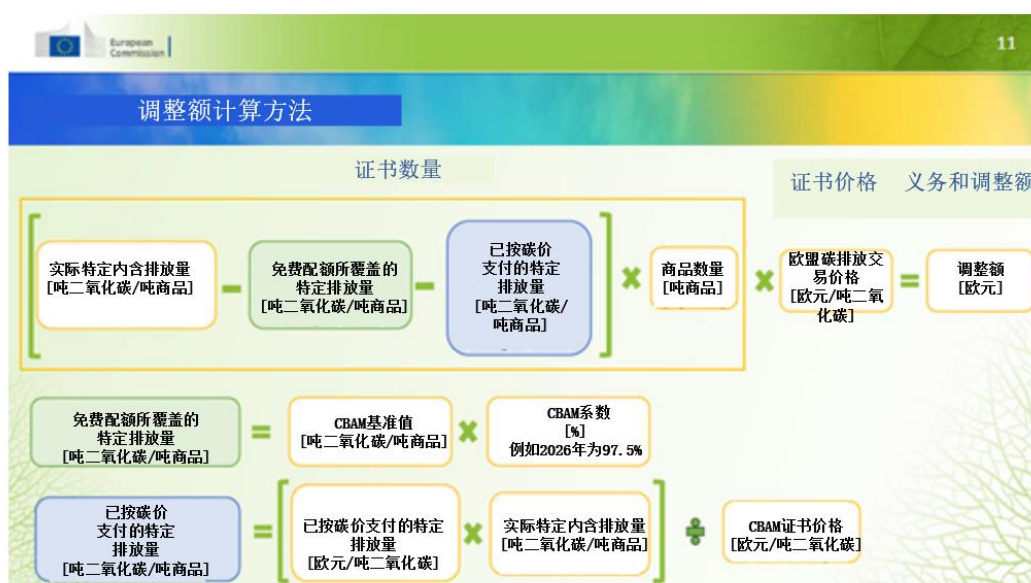 European
Commission
11
调整额计算方法
证书数量
证书价格
义务和调整额
实际特定内含排放量
[吨二氧化碳/吨商品]
免费配额所覆盖的
特定排放量
[吨二氧化碳/吨商品]
已按碳价
支付的特定
排放量
[吨二氧化碳/
吨商品]
商品数量
[吨商品]
欧盟碳排放交
易价格
[欧元/吨二氧
化碳]
=
调整额
[欧元]
免费配额所覆盖的
特定排放量
[吨二氧化碳/吨商品]
=
CBAM基准值
[吨二氧化碳/吨商品]
×
CBAM系数
[%]
例如2026年为97.5%
已按碳价
支付的特定
排放量
[吨二氧化碳/吨商品]
=
已按碳价支付的特定
排放量
[欧元/吨二氧化碳]
×
实际特定内含排放量
[吨二氧化碳/吨商品]
÷
CBAM证书价格
[欧元/吨二氧化碳]